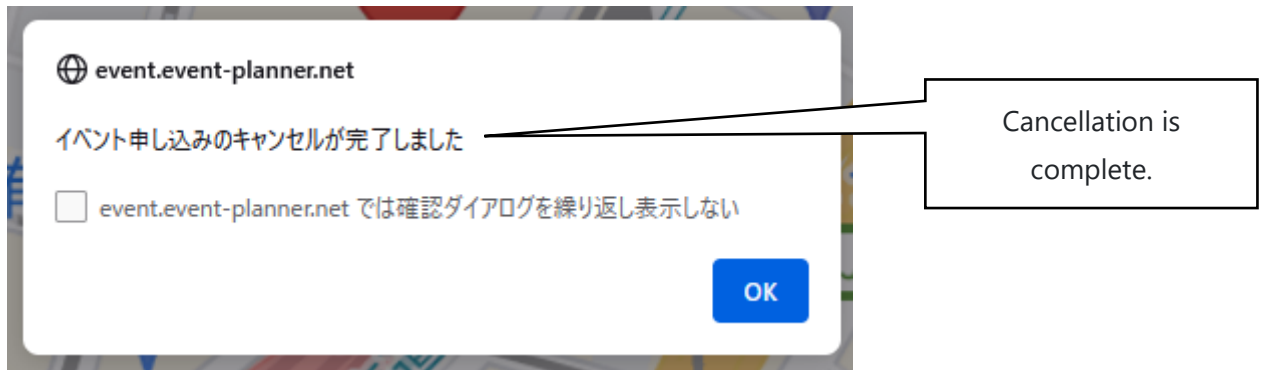 event.event-planner.net
イベント申し込みのキャンセルが完了しました
event.event-planner.net では確認ダイアログを繰り返し表示しない
OK
Cancellation is
complete.